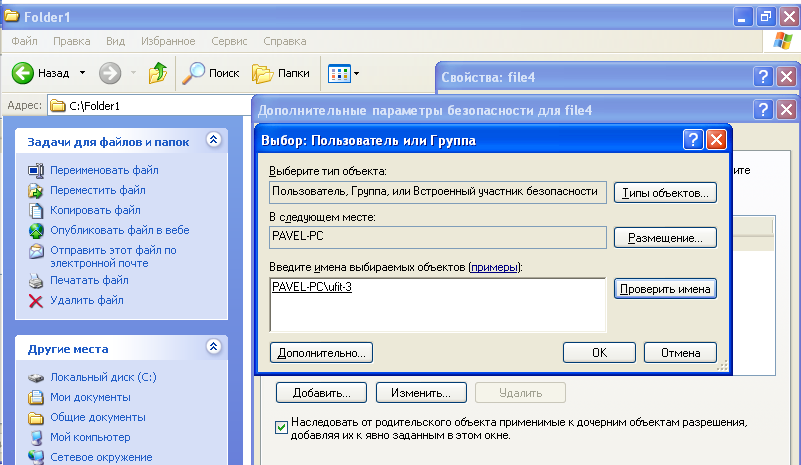 Folder1
Файл Правка Вид Избранное Сервис Справка
Назад Поиск Папки
Адрес: C:\Folder1
Свойства: file4
Дополнительные параметры безопасности для file4
Выбор: Пользователь или Группа
Выберите тип объекта:
Пользователь, Группа, или Встроенный участник безопасности
Типы объектов...
В следующем месте:
PAVEL-PC
Размещение...
Введите имена выбираемых объектов (примеры):
PAVEL-PC\ufit-3
Проверить имена
Дополнительно...
OK
Отмена
Добавить...
Изменить...
Удалить
Наследовать от родительского объекта применимые к дочерним объектам разрешения,
добавляя их к явно заданным в этом окне.
Задачи для файлов и папок
Переименовать файл
Переместить файл
Копировать файл
Опубликовать файл в вебе
Отправить этот файл по
электронной почте
Печатать файл
Удалить файл
Другие места
Локальный диск (C:)
Мои документы
Общие документы
Мой компьютер
Сетевое окружение